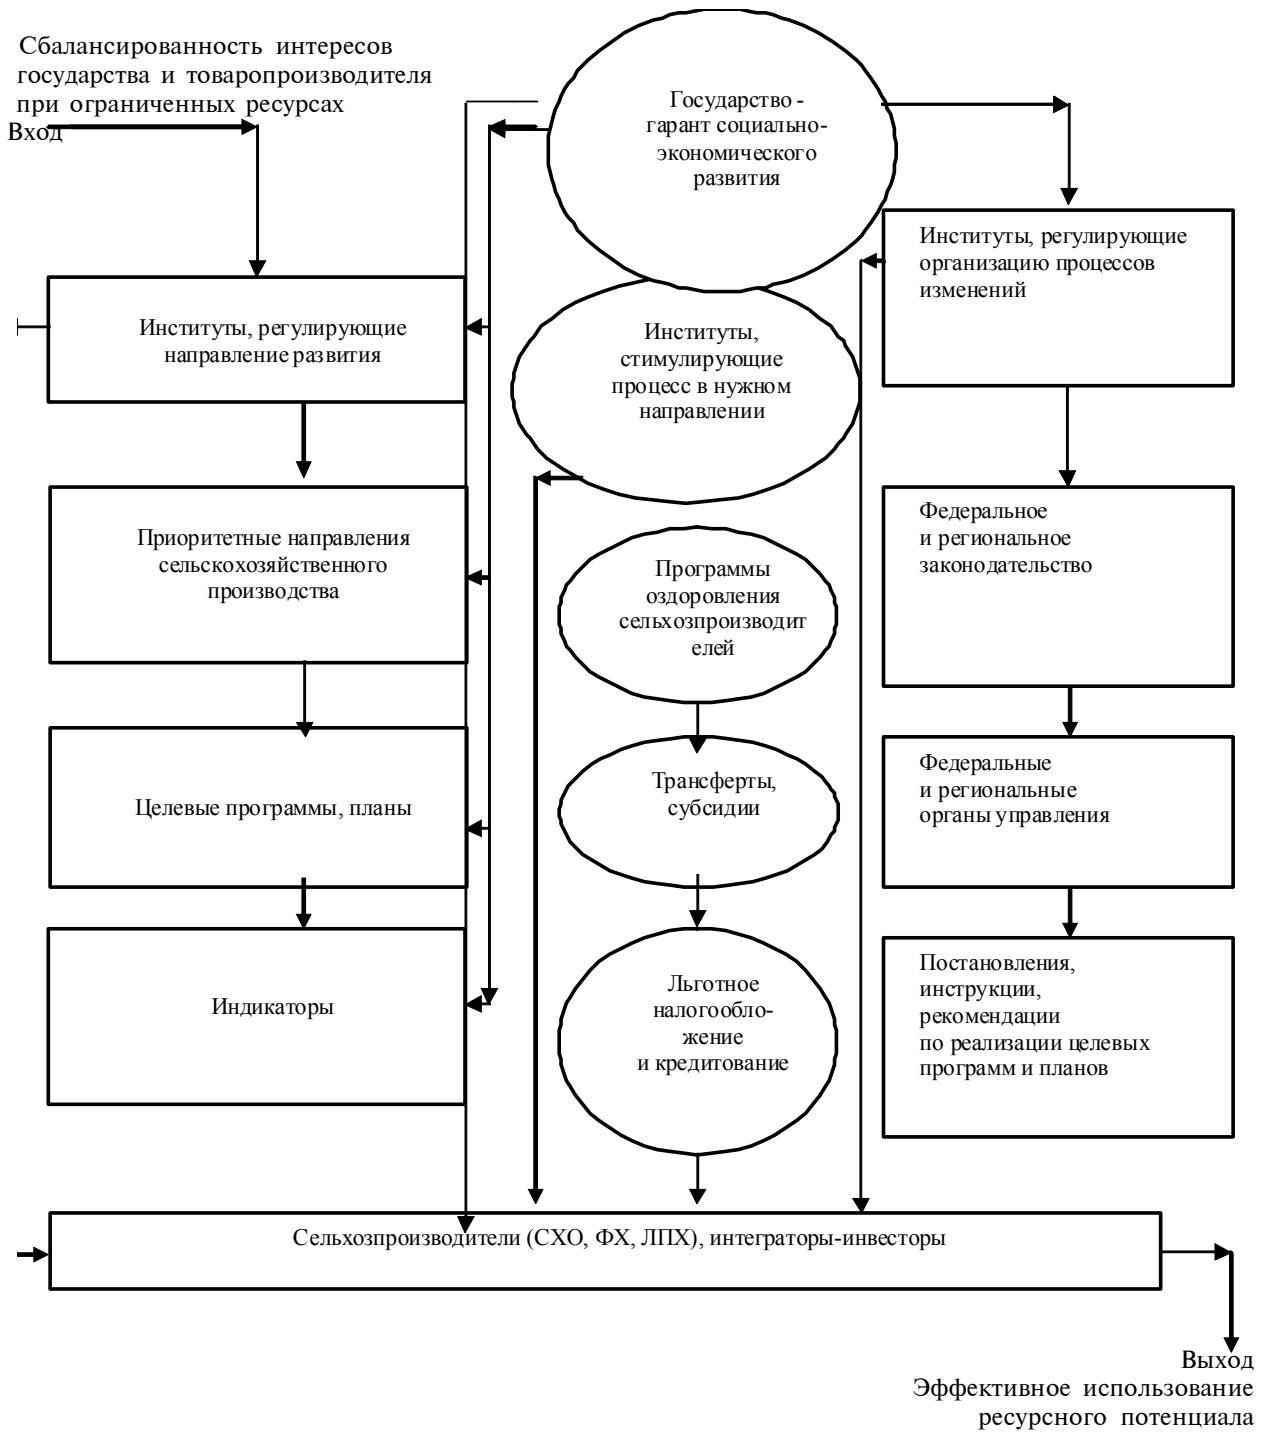 Сбалансированность интересов
государства и товаропроизводителя
при ограниченных ресурсах
Вход
Государство -
гарант социально-
экономического
развития
Институты, регулирующие
направление развития
Институты,
стимулирующие
процесс в нужном
направлении
Институты, регулирующие
организацию процессов
изменений
Приоритетные направления
сельскохозяйственного
производства
Программы
оздоровления
сельхозпроизводит
елей
Федеральное
и региональное
законодательство
Целевые программы, планы
Трансферты,
субсидии
Федеральные
и региональные
органы управления
Индикаторы
Льготное
налогообло-
жение
и кредитование
Постановления,
инструкции,
рекомендации
по реализации целевых
программ и планов
Сельхозпроизводители (СХО, ФХ, ЛПХ), интеграторы-инвесторы
Выход
Эффективное использование
ресурсного потенциала